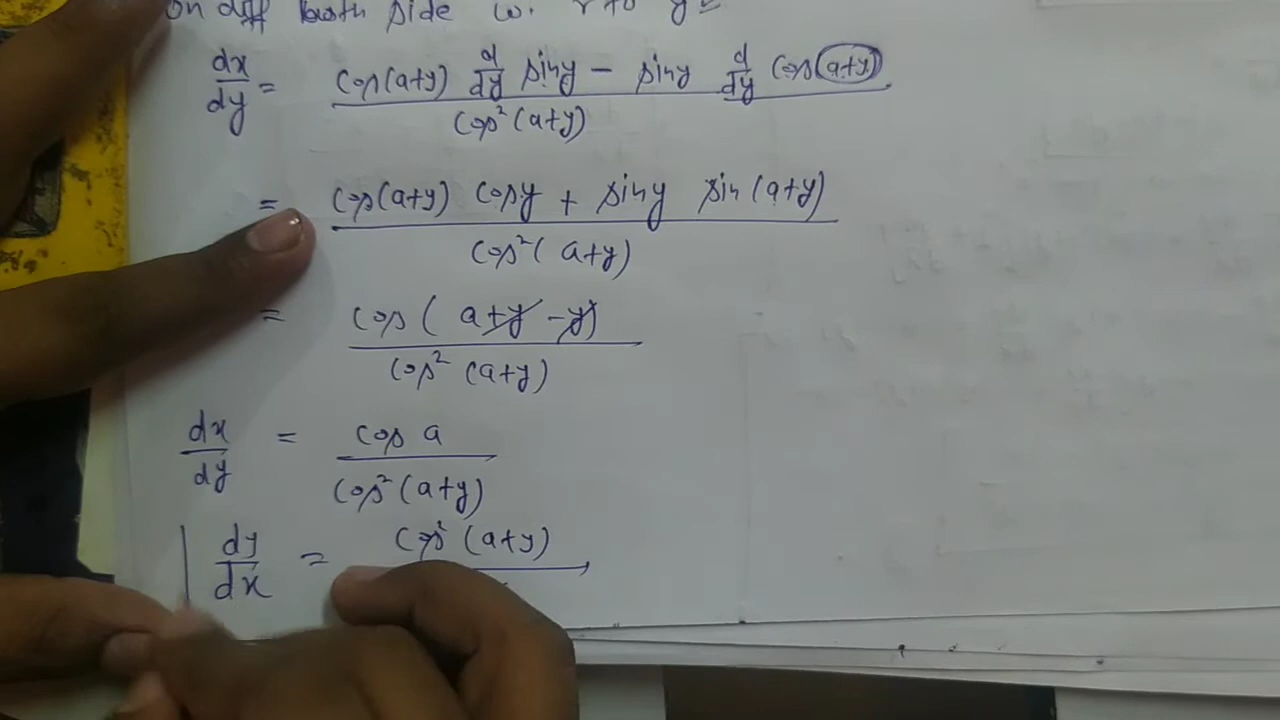 on diff both side w. r to y
dx/dy = cos(a+y) d/dy siny - siny d/dy cos(a+y) / cos²(a+y)
= cos(a+y) cosy + siny sin(a+y) / cos²(a+y)
= cos(a+y-y) / cos²(a+y)
dx/dy = cos a / cos²(a+y)
dy/dx = cos²(a+y)